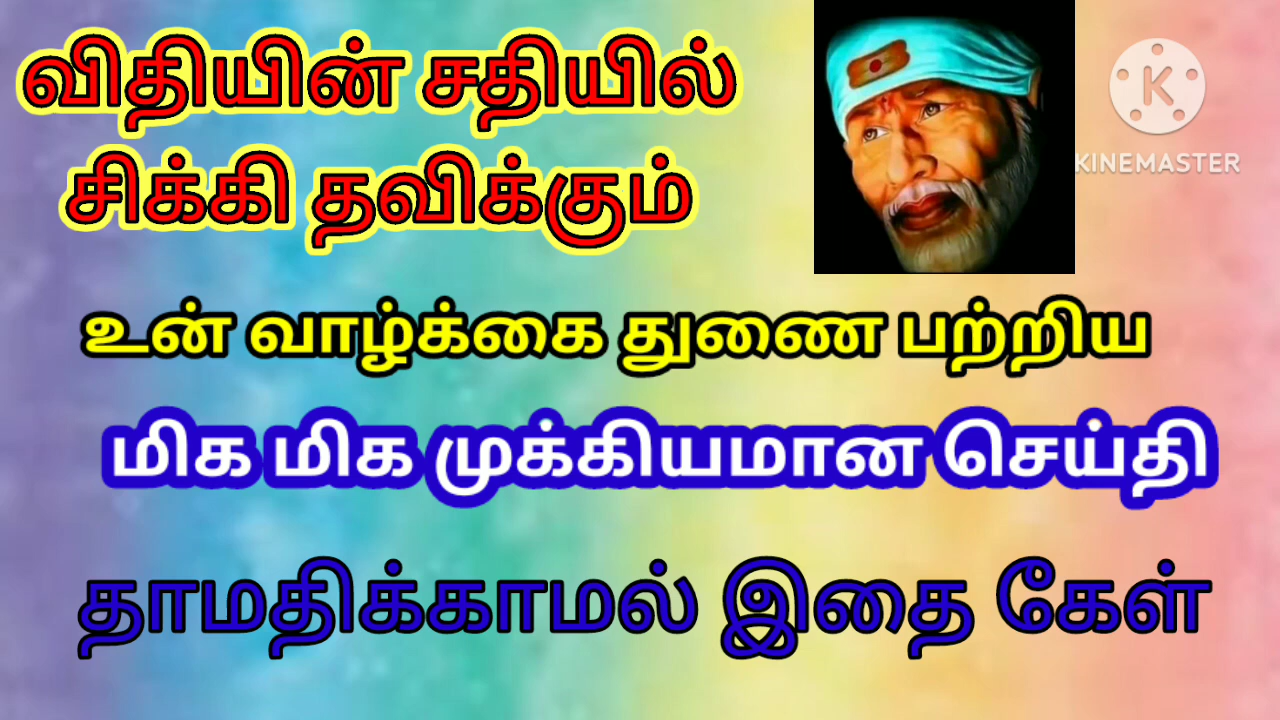 விதியின் சதியில்
சிக்கி தவிக்கும்
K
KINEMASTER
உன் வாழ்க்கை துணை பற்றிய
மிக மிக முக்கியமான செய்தி
தாமதிக்காமல் இதை கேள்